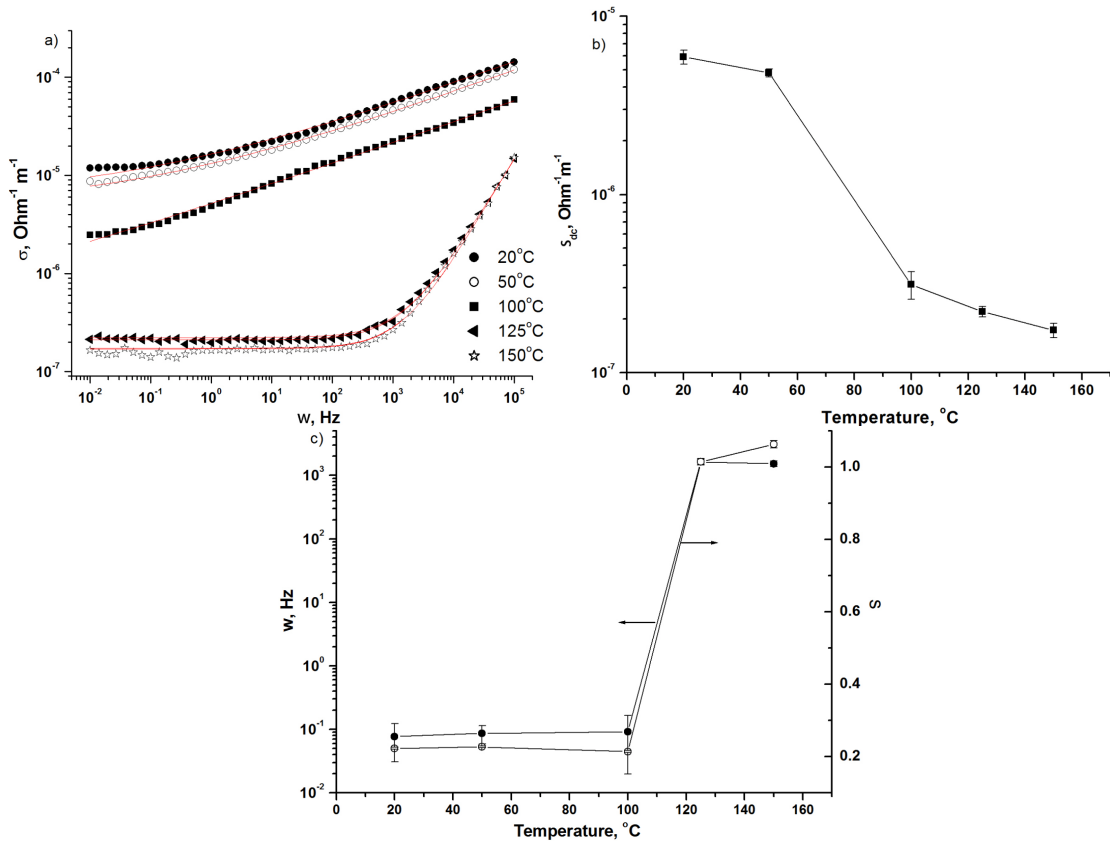 a)
σ, Ohm⁻¹ m⁻¹
10⁻⁴
10⁻⁵
10⁻⁶
10⁻⁷
20°C
50°C
100°C
125°C
150°C
10⁻² 10⁻¹ 10⁰ 10¹ 10² 10³ 10⁴ 10⁵
w, Hz
b)
S_dc, Ohm⁻¹m⁻¹
10⁻⁵
10⁻⁶
10⁻⁷
0 20 40 60 80 100 120 140 160
Temperature, °C
c)
w, Hz
10³
10²
10¹
10⁰
10⁻¹
10⁻²
0 20 40 60 80 100 120 140 160
Temperature, °C
1.0
0.8
0.6
0.4
0.2
S